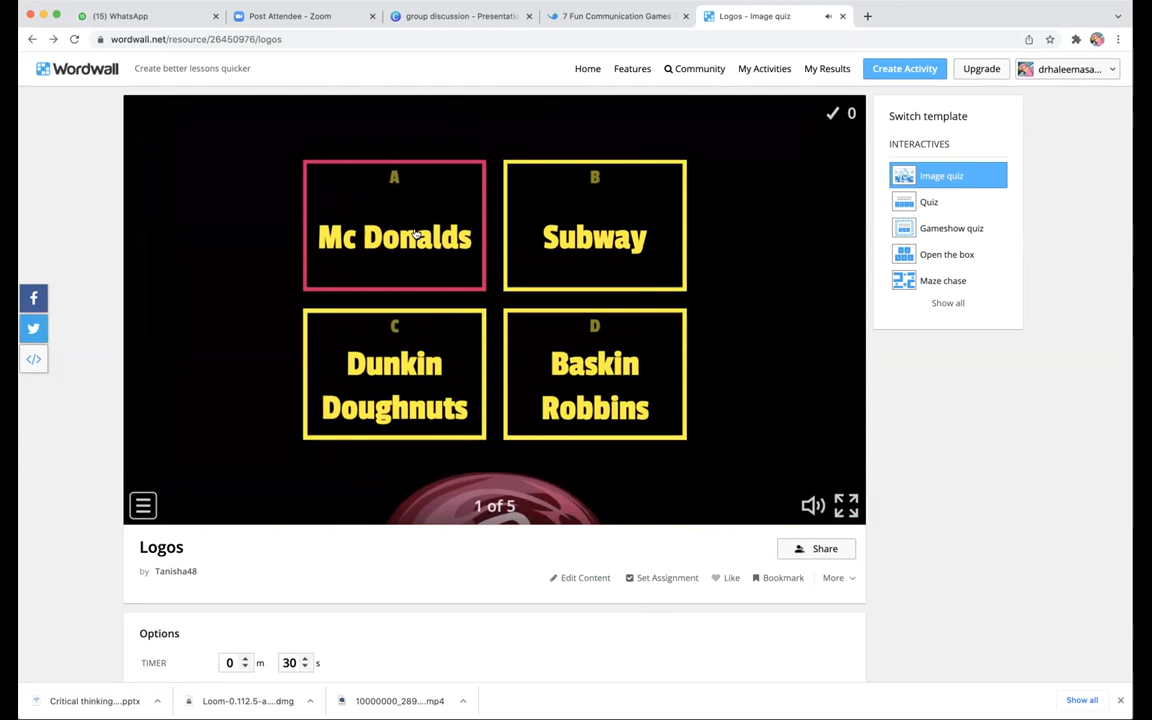 (15) WhatsApp
Post Attendee - Zoom
group discussion - Presentatio
7 Fun Communication Games
Logos - Image quiz
wordwall.net/resource/26450976/logos
Wordwall
Create better lessons quicker
Home
Features
Community
My Activities
My Results
Create Activity
Upgrade
drhaleemasa...
0
A
Mc Donalds
B
Subway
C
Dunkin
Doughnuts
D
Baskin
Robbins
1 of 5
Switch template
INTERACTIVES
Image quiz
Quiz
Gameshow quiz
Open the box
Maze chase
Show all
Logos
by Tanisha48
Share
Edit Content
Set Assignment
Like
Bookmark
More
Options
TIMER
0 m
30 s
Critical thinking....pptx
Loom-0.112.5-a....dmg
10000000_289....mp4
Show all